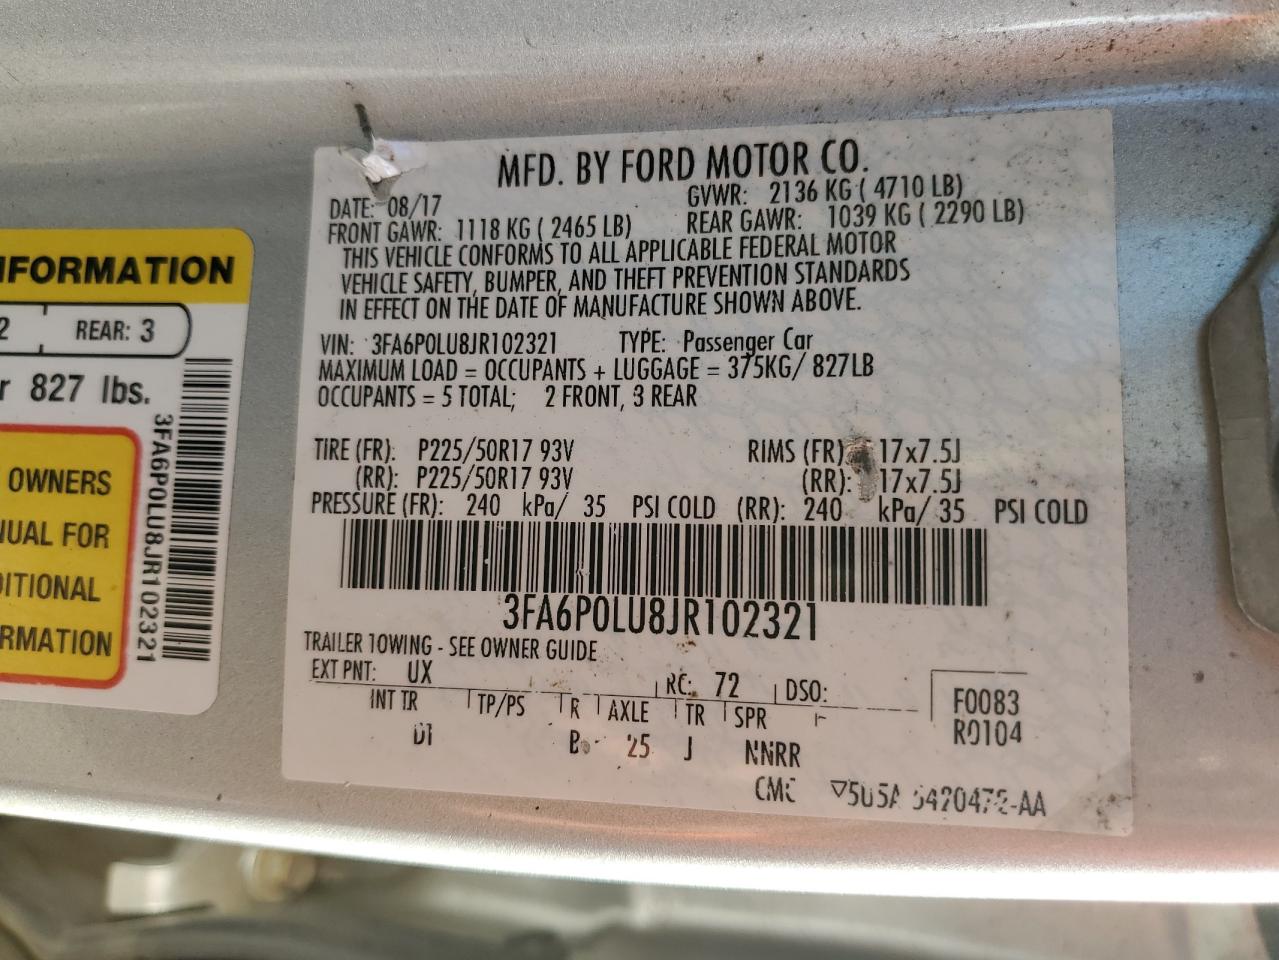 NFORMATION
2 REAR: 3
r 827 lbs.
OWNERS
NUAL FOR
DITIONAL
RMATION
3FA6P0LU8JR102321
MFD. BY FORD MOTOR CO.
DATE: 08/17 GVWR: 2136 KG ( 4710 LB)
FRONT GAWR: 1118 KG ( 2465 LB) REAR GAWR: 1039 KG ( 2290 LB)
THIS VEHICLE CONFORMS TO ALL APPLICABLE FEDERAL MOTOR
VEHICLE SAFETY, BUMPER, AND THEFT PREVENTION STANDARDS
IN EFFECT ON THE DATE OF MANUFACTURE SHOWN ABOVE.
VIN: 3FA6P0LU8JR102321 TYPE: Passenger Car
MAXIMUM LOAD = OCCUPANTS + LUGGAGE = 375KG/ 827LB
OCCUPANTS = 5 TOTAL; 2 FRONT, 3 REAR
TIRE (FR): P225/50R17 93V RIMS (FR): 17x7.5J
(RR): P225/50R17 93V (RR): 17x7.5J
PRESSURE (FR): 240 kPa/ 35 PSI COLD (RR): 240 kPa/ 35 PSI COLD
3FA6P0LU8JR102321
TRAILER TOWING - SEE OWNER GUIDE
EXT PNT: UX RC: 72 DSO: F0083
INT TR TP/PS R AXLE TR SPR R0104
DI B 25 J NNRR